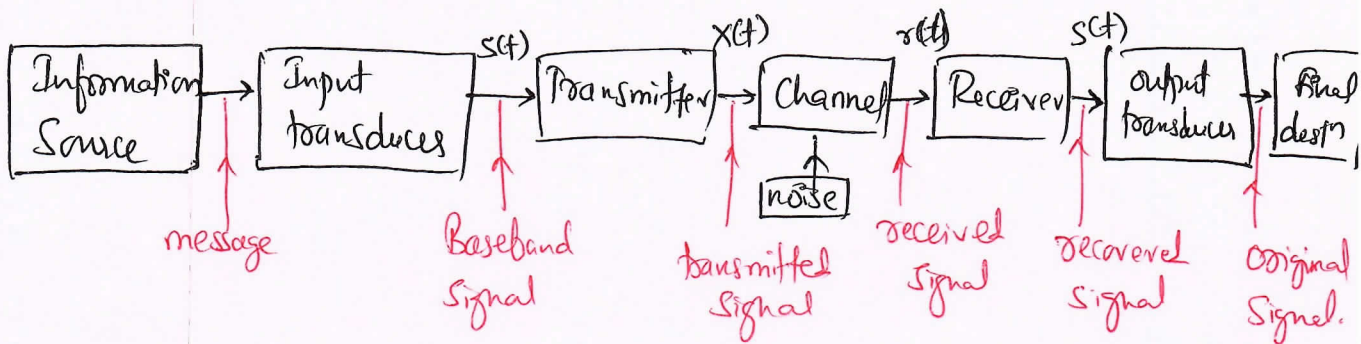 Information
Source
Input
transducer
s(t)
Transmitter
x(t)
Channel
noise
r(t)
Receiver
s(t)
output
transducer
final
destn
message
Baseband
signal
transmitted
signal
received
signal
recovered
signal
original
signal.